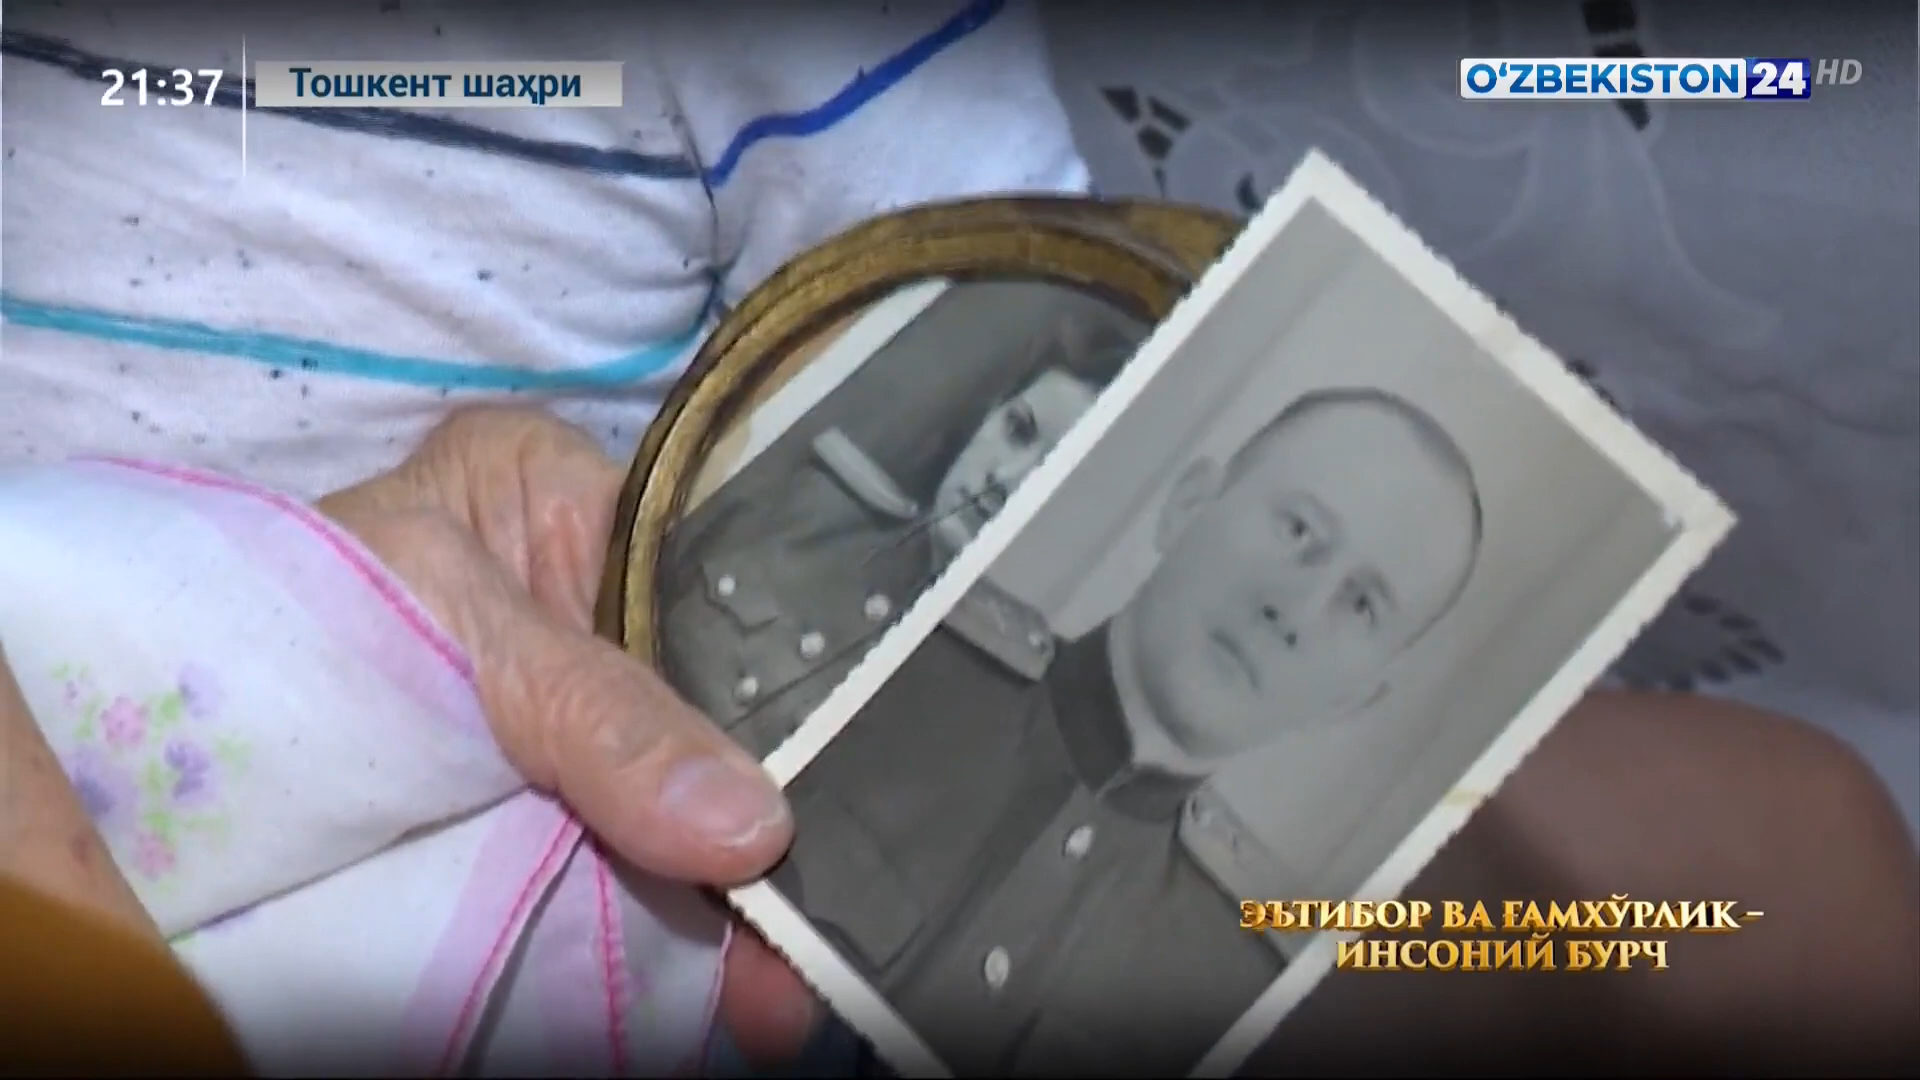 21:37
Тошкент шаҳри
O‘ZBEKISTON 24 HD
ЭЪТИБОР ВА ҒАМХЎРЛИК –
ИНСОНИЙ БУРЧ